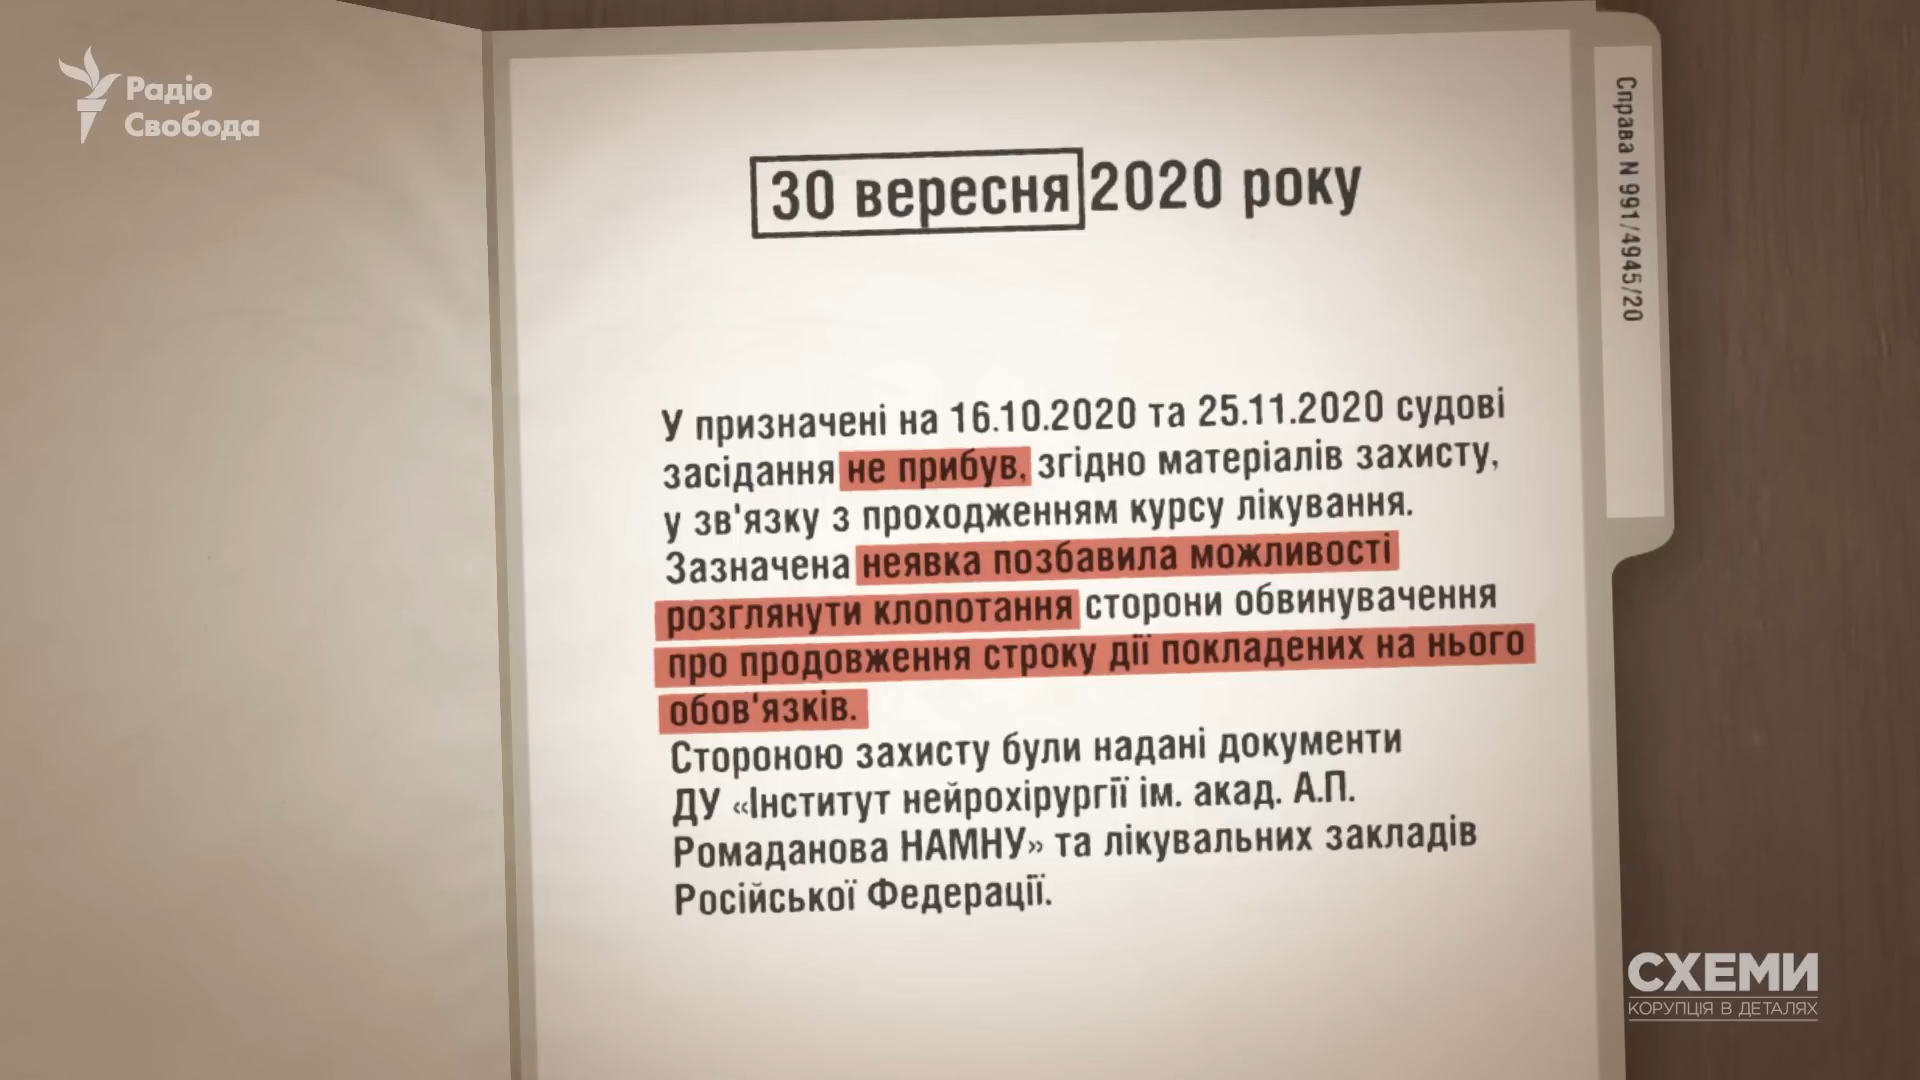 Радіо
Свобода
30 вересня 2020 року
Справа N 991/4945/20
У призначені на 16.10.2020 та 25.11.2020 судові
засідання не прибув, згідно матеріалів захисту,
у зв'язку з проходженням курсу лікування.
Зазначена неявка позбавила можливості
розглянути клопотання сторони обвинувачення
про продовження строку дії покладених на нього
обов'язків.
Стороною захисту були надані документи
ДУ «Інститут нейрохірургії ім. акад. А.П.
Ромаданова НАМНУ» та лікувальних закладів
Російської Федерації.
СХЕМИ
КОРУПЦІЯ В ДЕТАЛЯХ